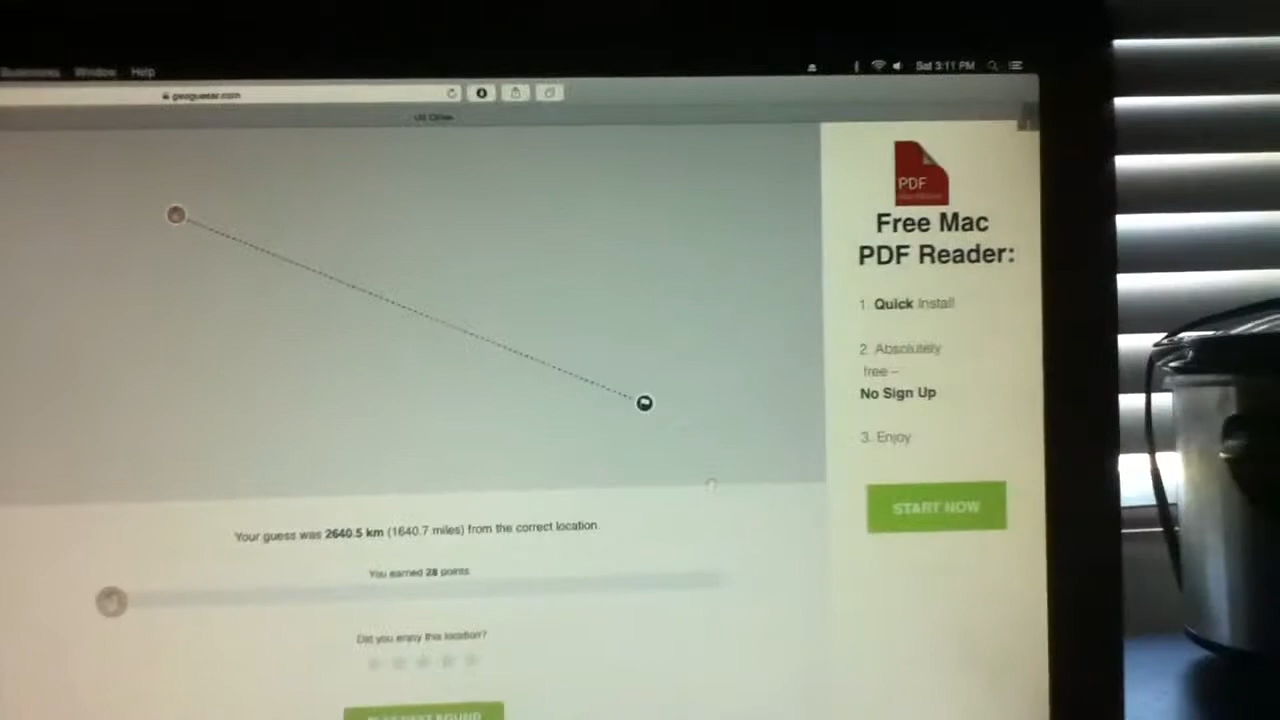 Window Help
Sat 3:11 PM
geoguessr.com
US Cities
PDF
Free Mac
PDF Reader:
1. Quick Install
2. Absolutely
free –
No Sign Up
3. Enjoy
START NOW
Your guess was 2640.5 km (1640.7 miles) from the correct location.
You earned 28 points
Did you enjoy this location?